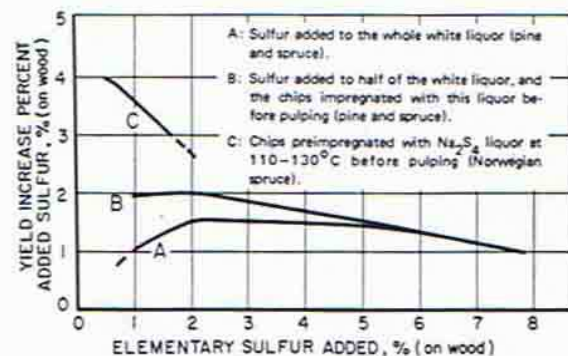 YIELD INCREASE PERCENT
ADDED SULFUR, % (on wood)
5
4
3
2
1
0
A: Sulfur added to the whole white liquor (pine
and spruce).
B: Sulfur added to half of the white liquor, and
the chips impregnated with this liquor be-
fore pulping (pine and spruce).
C: Chips preimpregnated with Na₂S₄ liquor at
110–130°C before pulping (Norwegian
spruce).
C
B
A
0 1 2 3 4 5 6 7 8
ELEMENTARY SULFUR ADDED, % (on wood)